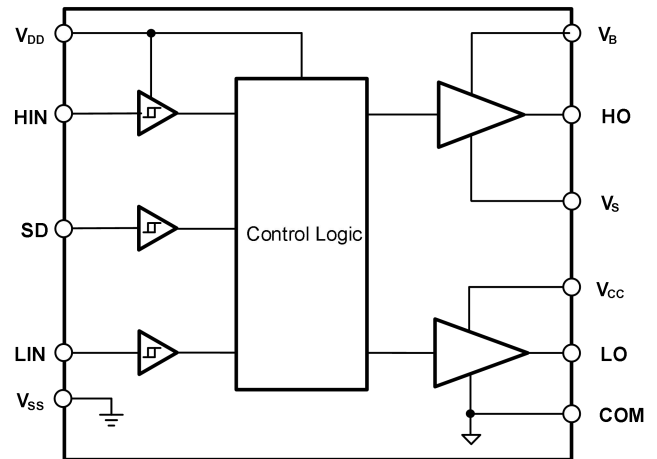 VDD
HIN
SD
LIN
VSS
Control Logic
VB
HO
VS
VCC
LO
COM